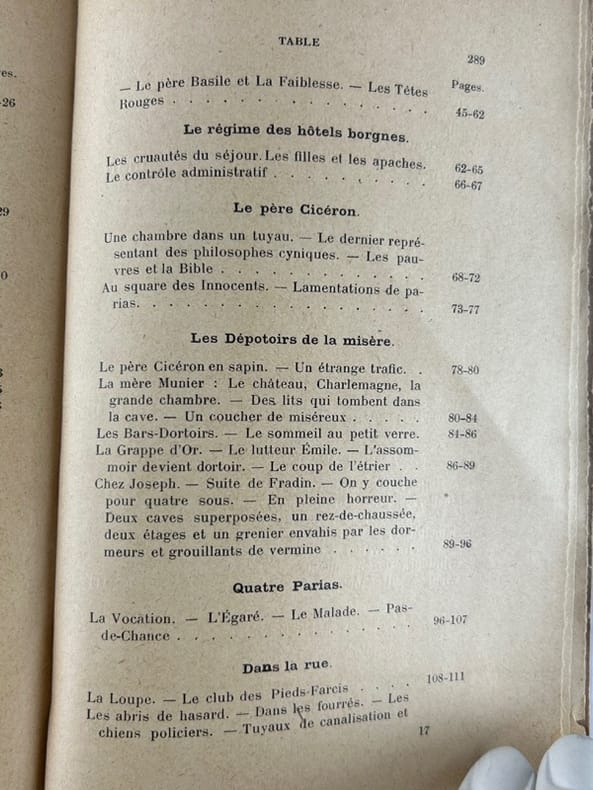 es.
-26
29
0
TABLE
289
— Le père Basile et La Faiblesse. — Les Têtes Pages.
Rouges . . . . . . . . . . . . . . . 45-62
Le régime des hôtels borgnes.
Les cruautés du séjour. Les filles et les apaches. 62-65
Le contrôle administratif . . . . . . . . 66-67
Le père Cicéron.
Une chambre dans un tuyau. — Le dernier repré-
sentant des philosophes cyniques. — Les pau-
vres et la Bible . . . . . . . . . . . 68-72
Au square des Innocents. — Lamentations de pa-
rias. . . . . . . . . . . . . . . . . 73-77
Les Dépotoirs de la misère.
Le père Cicéron en sapin. — Un étrange trafic. . 78-80
La mère Munier : Le château, Charlemagne, la
grande chambre. — Des lits qui tombent dans
la cave. — Un coucher de miséreux . . . . . 80-84
Les Bars-Dortoirs. — Le sommeil au petit verre. 84-86
La Grappe d'Or. — Le lutteur Émile. — L'assom-
moir devient dortoir. — Le coup de l'étrier . . 86-89
Chez Joseph. — Suite de Fradin. — On y couche
pour quatre sous. — En pleine horreur. —
Deux caves superposées, un rez-de-chaussée,
deux étages et un grenier envahis par les dor-
meurs et grouillants de vermine . . . . . . 89-96
Quatre Parias.
La Vocation. — L'Égaré. — Le Malade. — Pas-
de-Chance . . . . . . . . . . . . . . 96-107
Dans la rue.
La Loupe. — Le club des Pieds-Farcis . . . . 108-111
Les abris de hasard. — Dans les fourrés. — Les
chiens policiers. — Tuyaux de canalisation et
17